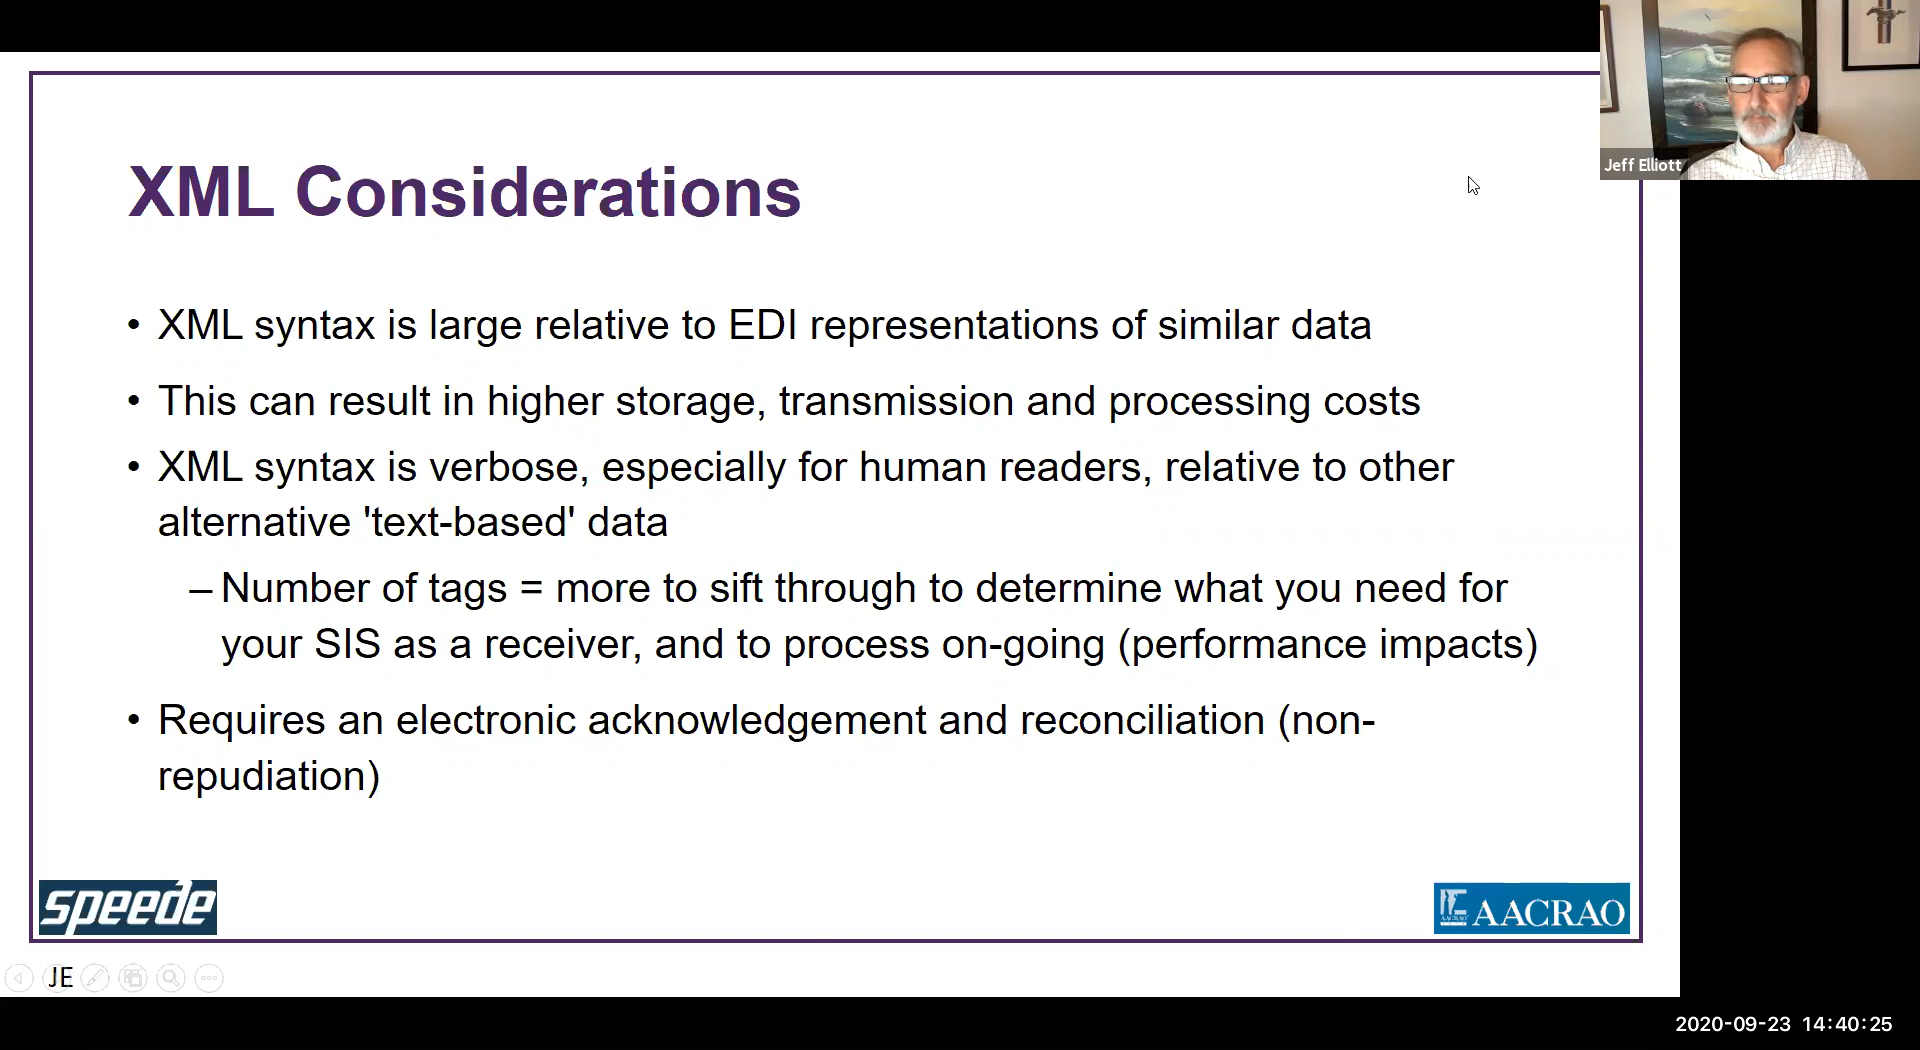 Jeff Elliott
XML Considerations
• XML syntax is large relative to EDI representations of similar data
• This can result in higher storage, transmission and processing costs
• XML syntax is verbose, especially for human readers, relative to other
alternative 'text-based' data
– Number of tags = more to sift through to determine what you need for
your SIS as a receiver, and to process on-going (performance impacts)
• Requires an electronic acknowledgement and reconciliation (non-
repudiation)
speede
AACRAO
JE
2020-09-23 14:40:25